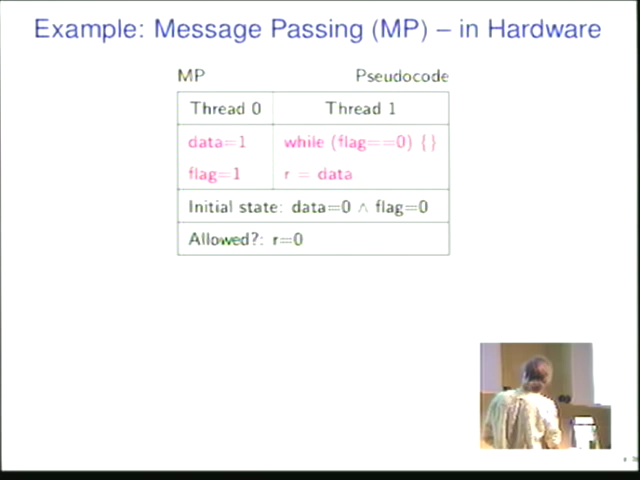 Example: Message Passing (MP) – in Hardware
MP Pseudocode
Thread 0 Thread 1
data=1 while (flag==0) {}
flag=1 r = data
Initial state: data=0 ∧ flag=0
Allowed?: r=0